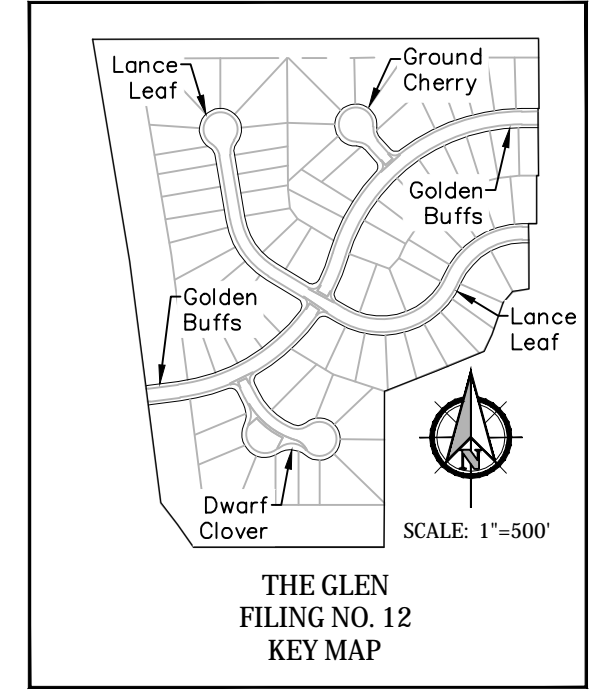 Lance
Leaf
Ground
Cherry
Golden
Buffs
Golden
Buffs
Lance
Leaf
Dwarf
Clover
N
SCALE: 1"=500'
THE GLEN
FILING NO. 12
KEY MAP